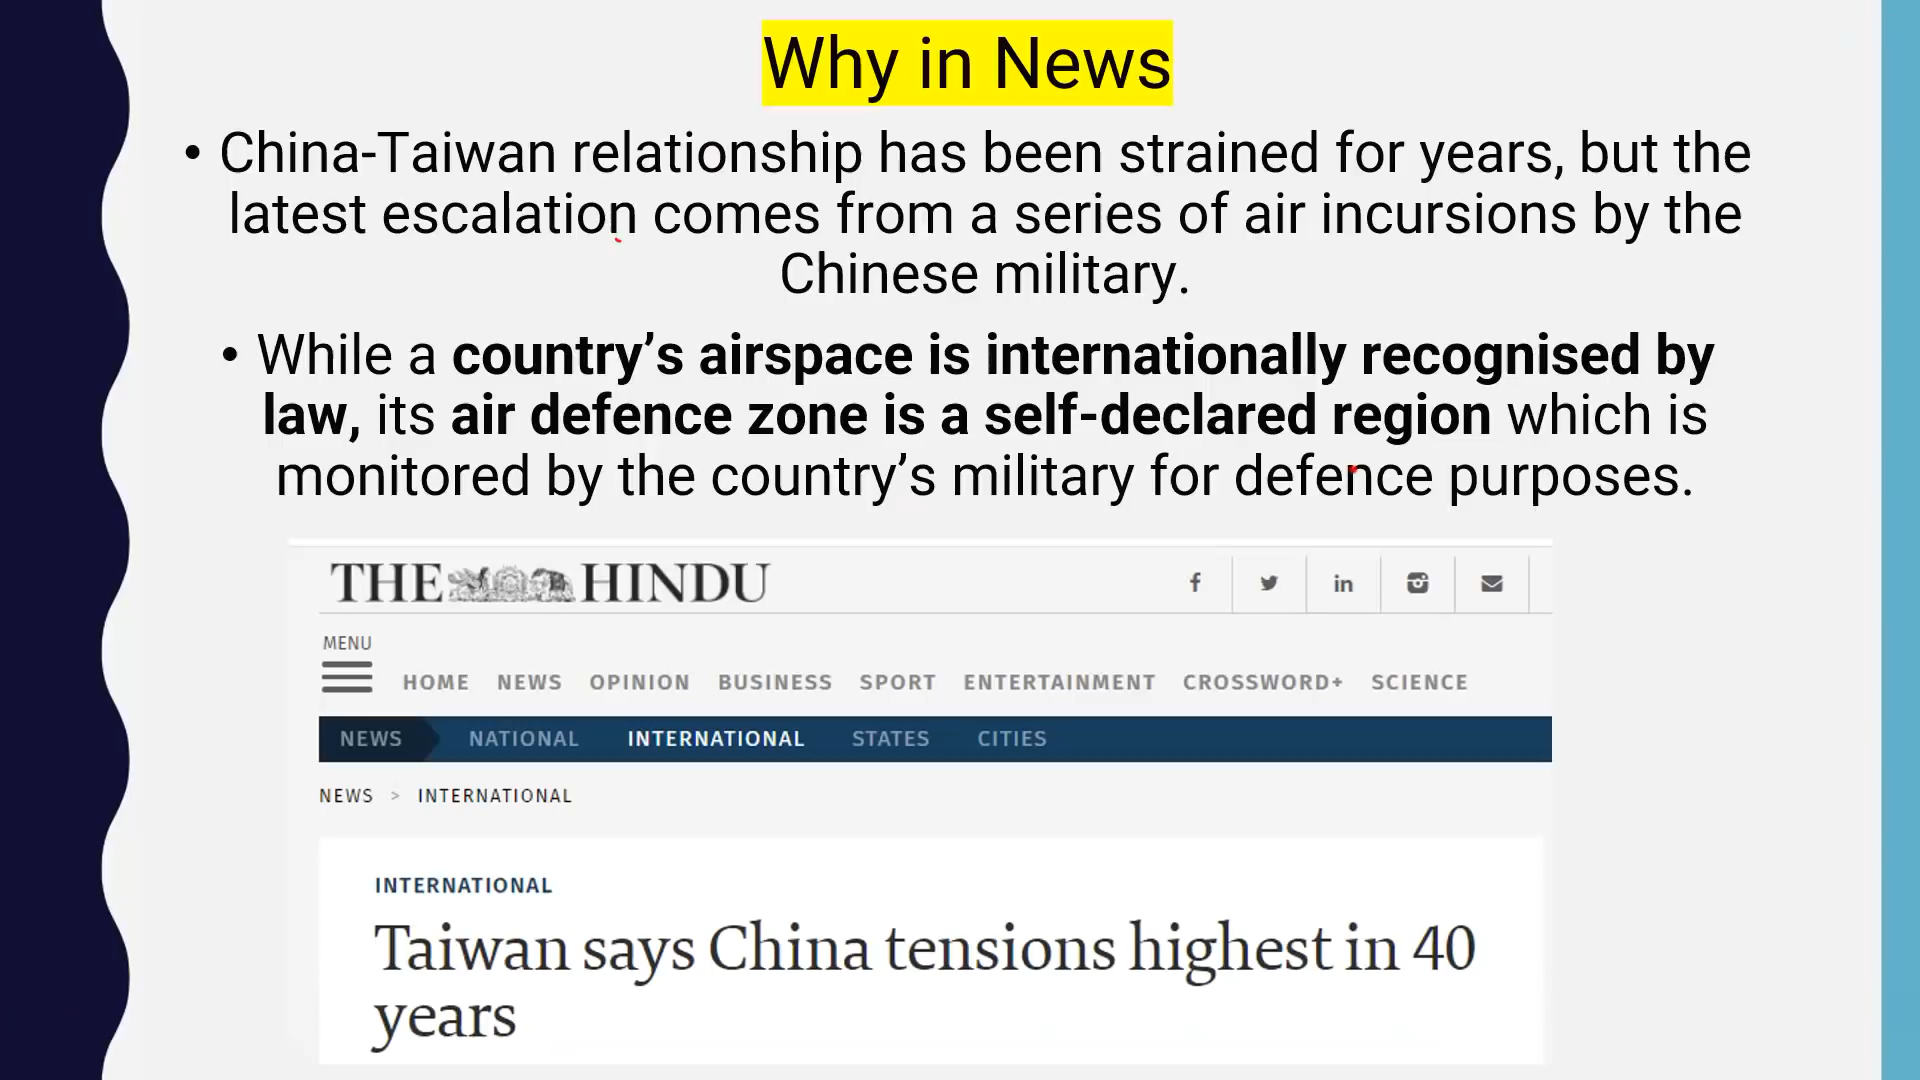 Why in News
• China-Taiwan relationship has been strained for years, but the
latest escalation comes from a series of air incursions by the
Chinese military.
• While a country’s airspace is internationally recognised by
law, its air defence zone is a self-declared region which is
monitored by the country’s military for defence purposes.
THE HINDU
MENU
HOME NEWS OPINION BUSINESS SPORT ENTERTAINMENT CROSSWORD+ SCIENCE
NEWS NATIONAL INTERNATIONAL STATES CITIES
NEWS > INTERNATIONAL
INTERNATIONAL
Taiwan says China tensions highest in 40
years